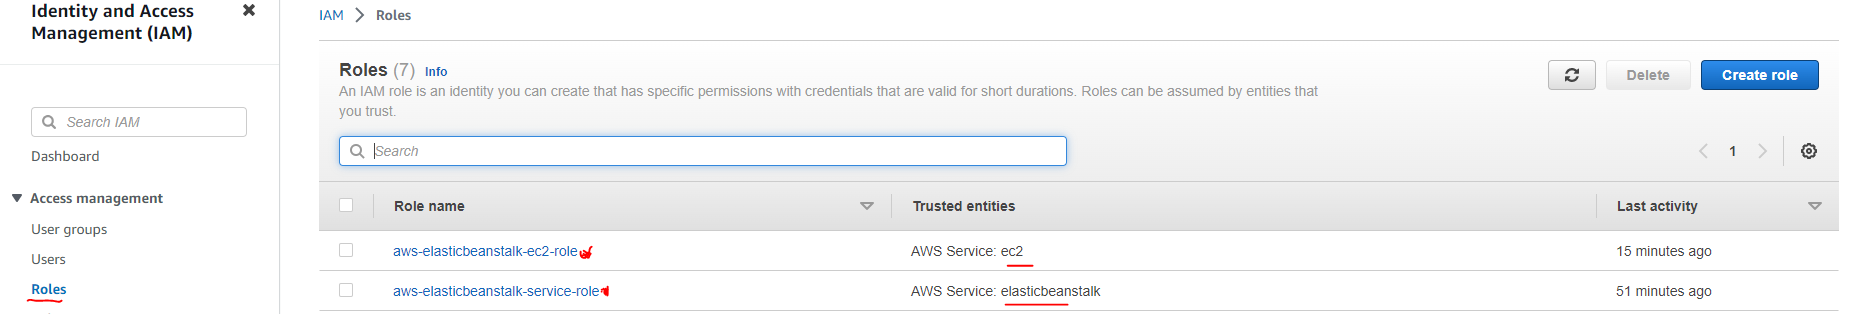 Identity and Access
Management (IAM)
Search IAM
Dashboard
Access management
User groups
Users
Roles
IAM Roles
Roles (7) Info
An IAM role is an identity you can create that has specific permissions with credentials that are valid for short durations. Roles can be assumed by entities that
you trust.
Delete
Create role
Search
1
Role name Trusted entities Last activity
aws-elasticbeanstalk-ec2-role AWS Service: ec2 15 minutes ago
aws-elasticbeanstalk-service-role AWS Service: elasticbeanstalk 51 minutes ago